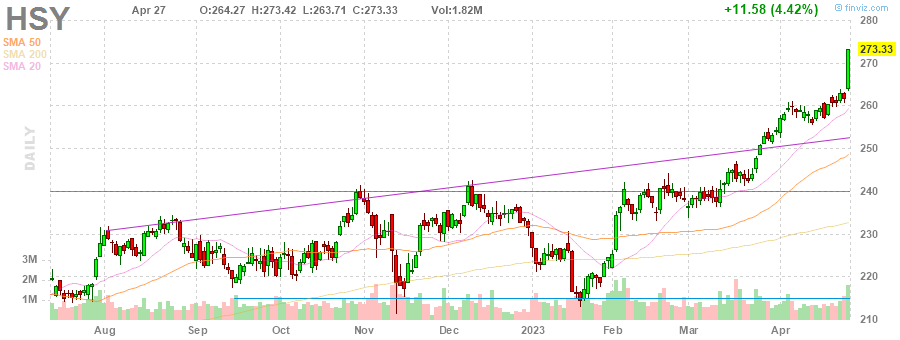 HSY Apr 27 O:264.27 H:273.42 L:263.71 C:273.33 Vol:1.82M +11.58 (4.42%) finviz.com
SMA 50
SMA 200
SMA 20
DAILY
280
273.33
270
260
250
240
230
220
210
3M
2M
1M
Aug Sep Oct Nov Dec 2023 Feb Mar Apr